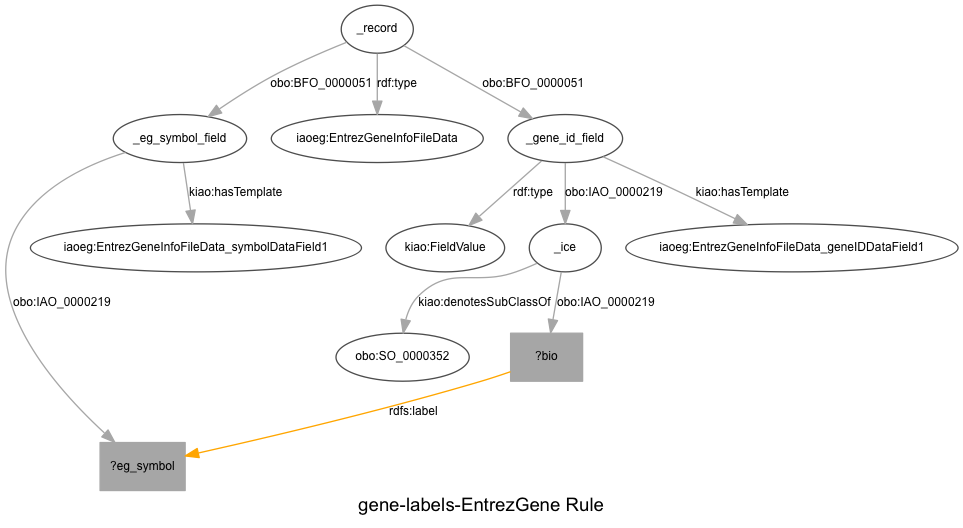 _record
obo:BFO_0000051
rdf:type
obo:BFO_0000051
_eg_symbol_field
iaoeg:EntrezGeneInfoFileData
_gene_id_field
kiao:hasTemplate
rdf:type
obo:IAO_0000219
kiao:hasTemplate
iaoeg:EntrezGeneInfoFileData_symbolDataField1
kiao:FieldValue
_ice
iaoeg:EntrezGeneInfoFileData_geneIDDataField1
obo:IAO_0000219
kiao:denotesSubClassOf
obo:IAO_0000219
obo:SO_0000352
?bio
rdfs:label
?eg_symbol
gene-labels-EntrezGene Rule